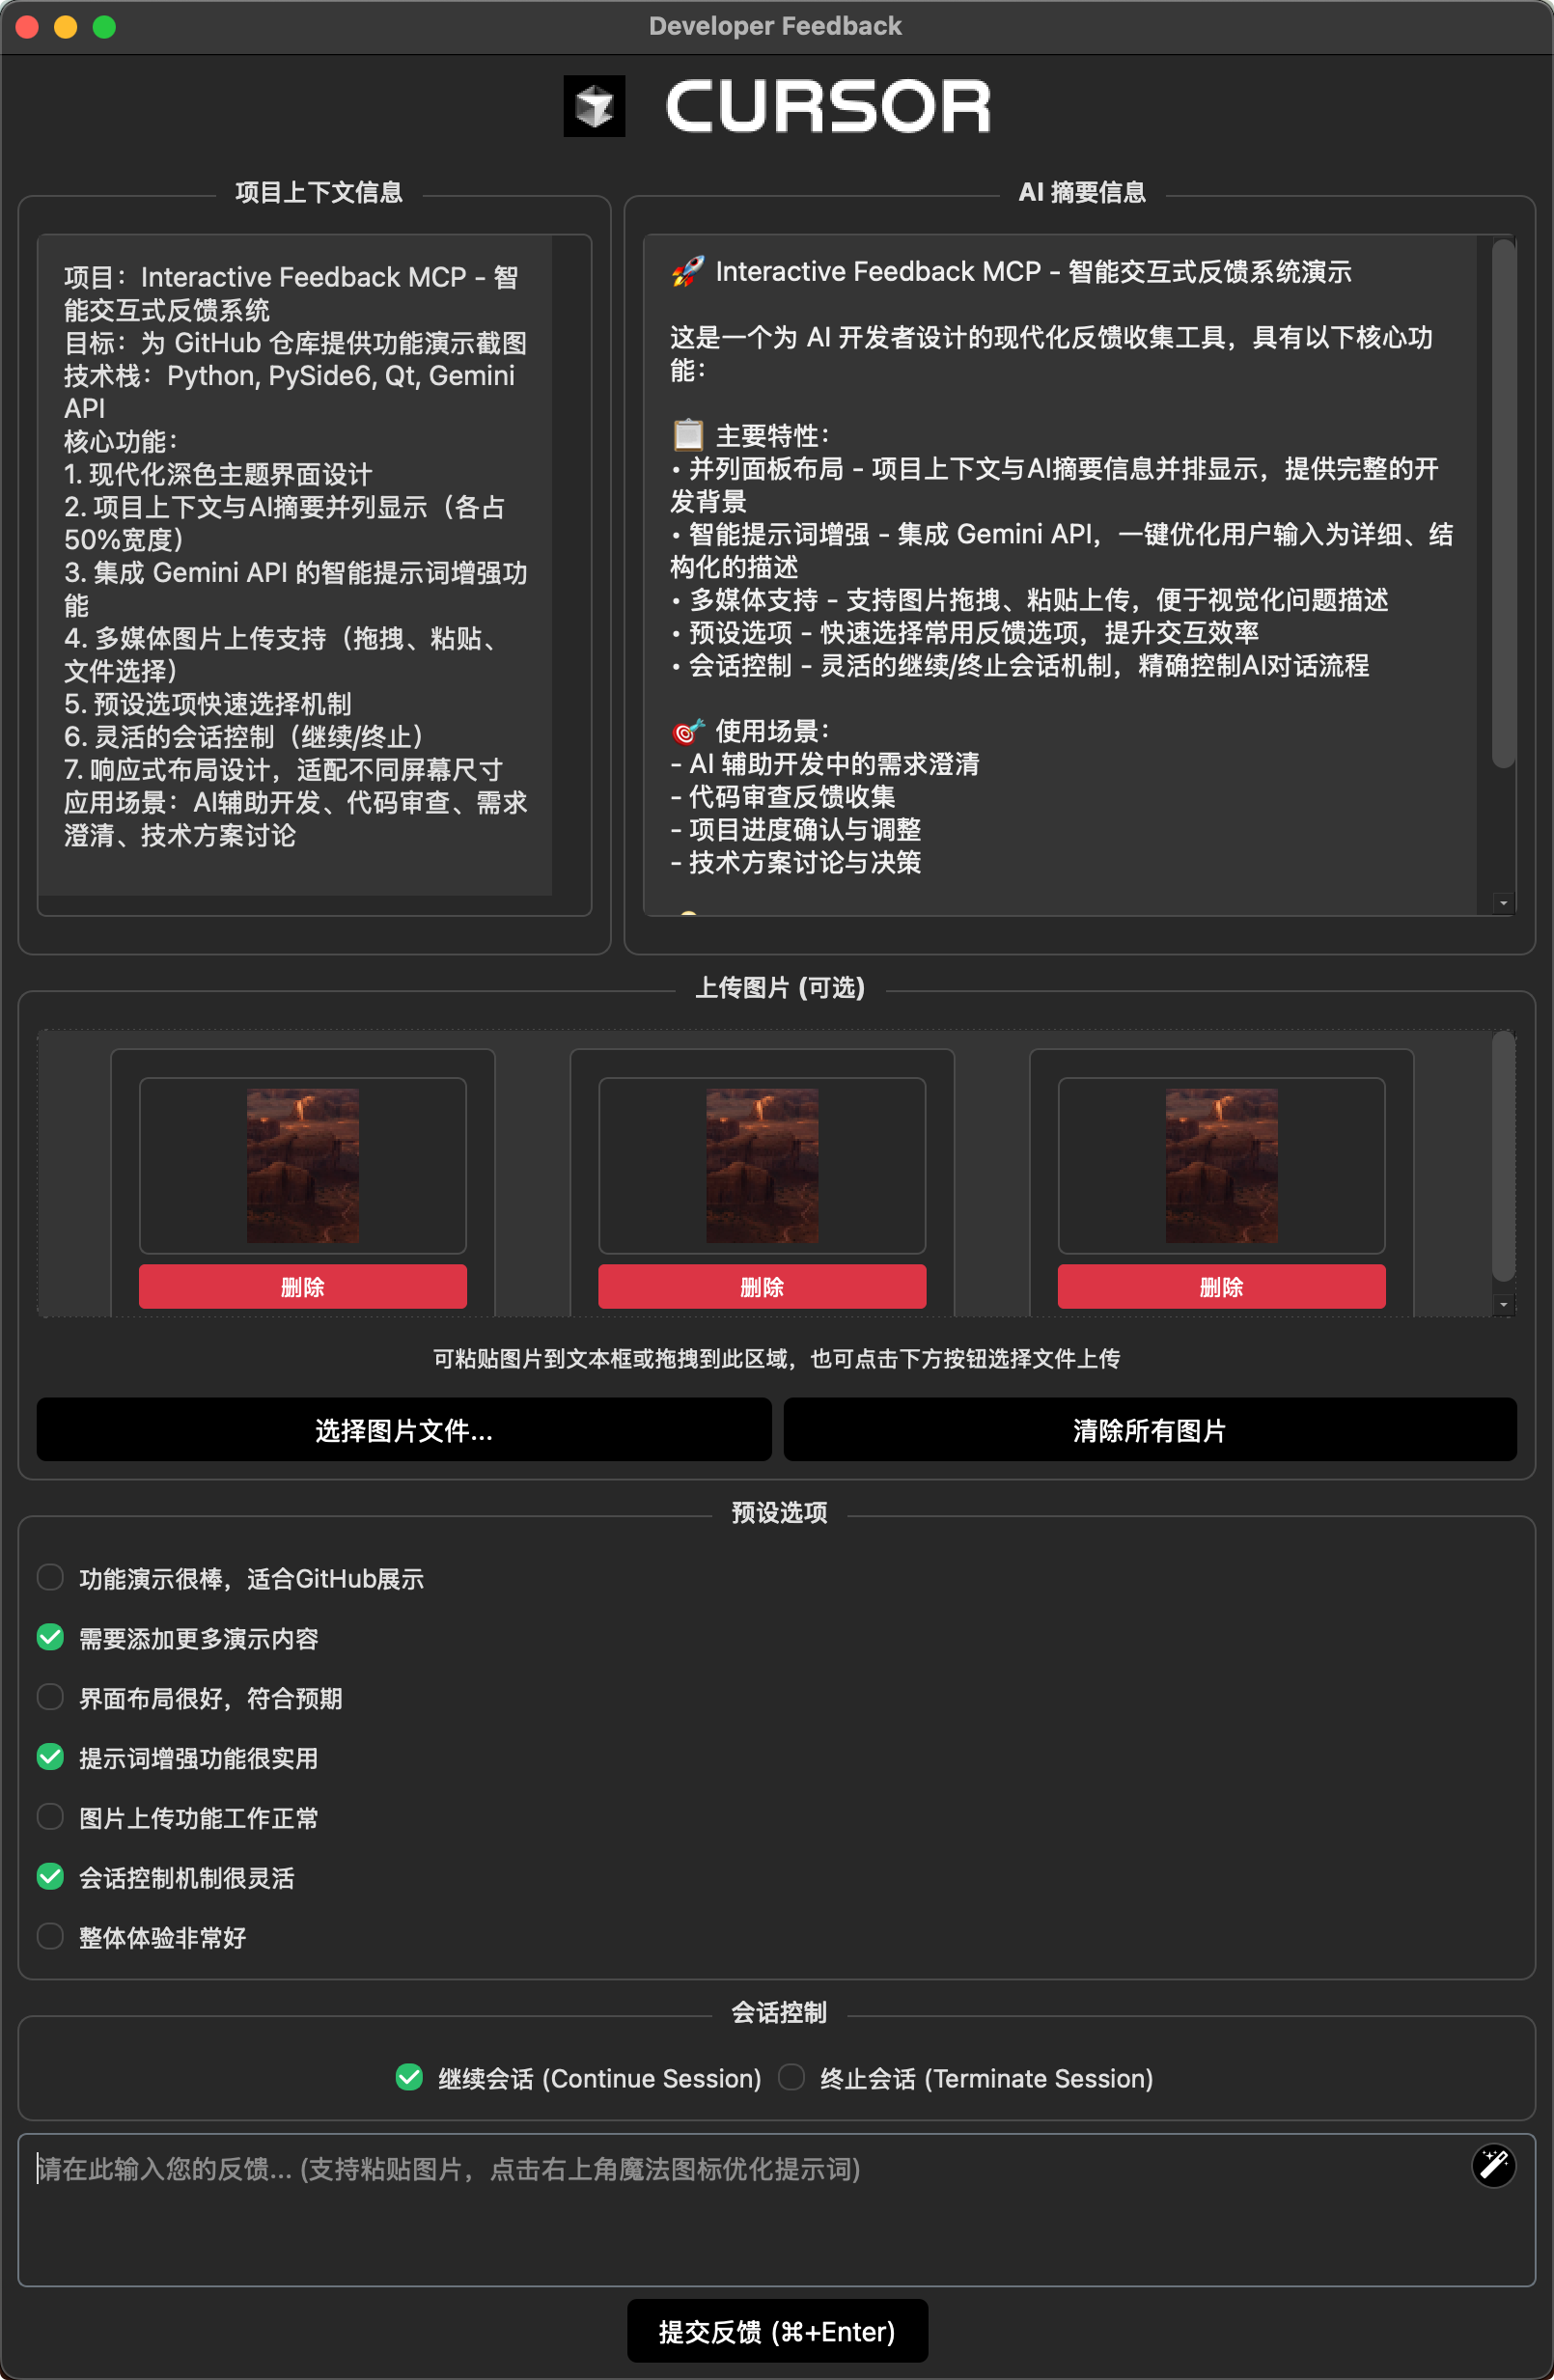 Developer Feedback
CURSOR
项目上下文信息
项目：Interactive Feedback MCP - 智
能交互式反馈系统
目标：为 GitHub 仓库提供功能演示截图
技术栈：Python, PySide6, Qt, Gemini
API
核心功能：
1. 现代化深色主题界面设计
2. 项目上下文与AI摘要并列显示（各占
50%宽度）
3. 集成 Gemini API 的智能提示词增强功
能
4. 多媒体图片上传支持（拖拽、粘贴、
文件选择）
5. 预设选项快速选择机制
6. 灵活的会话控制（继续/终止）
7. 响应式布局设计，适配不同屏幕尺寸
应用场景：AI辅助开发、代码审查、需求
澄清、技术方案讨论
AI 摘要信息
🚀 Interactive Feedback MCP - 智能交互式反馈系统演示
这是一个为 AI 开发者设计的现代化反馈收集工具，具有以下核心功
能：
📋 主要特性：
• 并列面板布局 - 项目上下文与AI摘要信息并排显示，提供完整的开
发背景
• 智能提示词增强 - 集成 Gemini API，一键优化用户输入为详细、结
构化的描述
• 多媒体支持 - 支持图片拖拽、粘贴上传，便于视觉化问题描述
• 预设选项 - 快速选择常用反馈选项，提升交互效率
• 会话控制 - 灵活的继续/终止会话机制，精确控制AI对话流程
🎯 使用场景：
- AI 辅助开发中的需求澄清
- 代码审查反馈收集
- 项目进度确认与调整
- 技术方案讨论与决策
上传图片 (可选)
删除
删除
删除
可粘贴图片到文本框或拖拽到此区域，也可点击下方按钮选择文件上传
选择图片文件...
清除所有图片
预设选项
功能演示很棒，适合GitHub展示
需要添加更多演示内容
界面布局很好，符合预期
提示词增强功能很实用
图片上传功能工作正常
会话控制机制很灵活
整体体验非常好
会话控制
继续会话 (Continue Session)
终止会话 (Terminate Session)
请在此输入您的反馈... (支持粘贴图片，点击右上角魔法图标优化提示词)
提交反馈 (⌘+Enter)